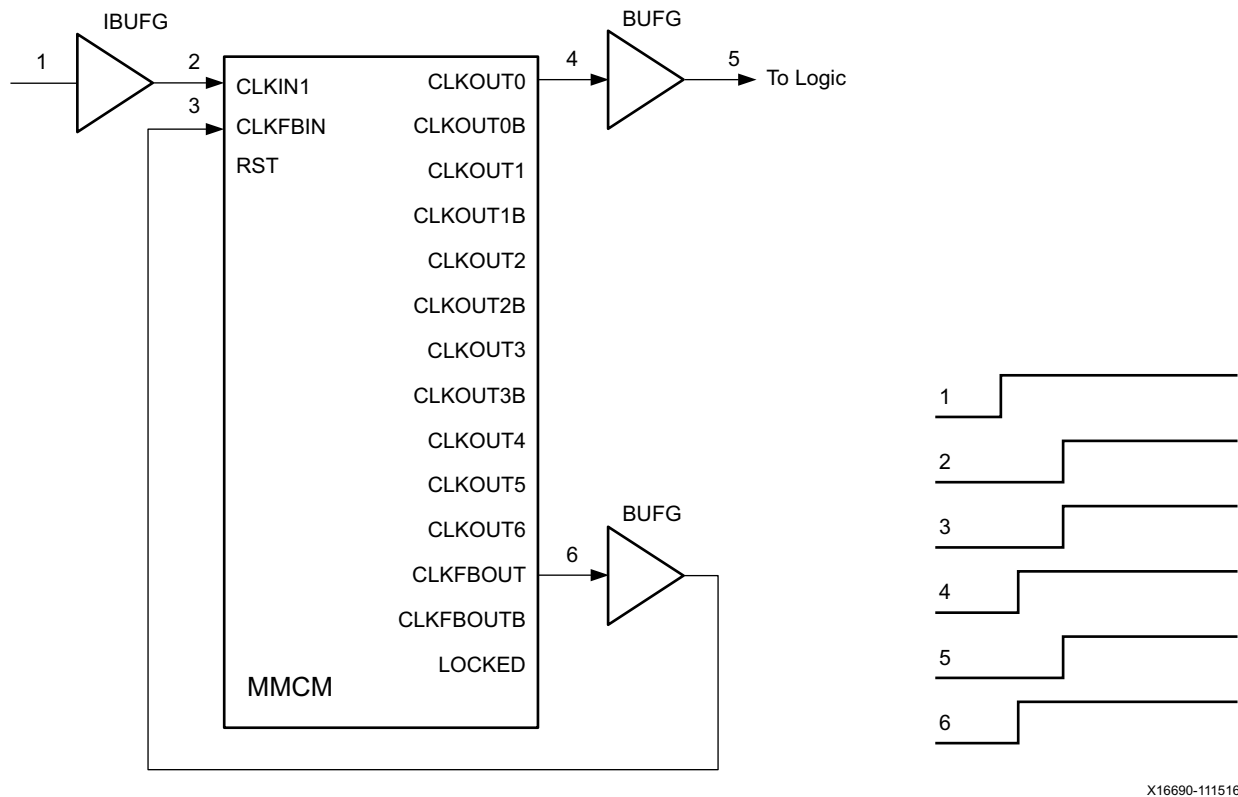 IBUFG
1
2
3
CLKIN1
CLKFBIN
RST
MMCM
CLKOUT0
CLKOUT0B
CLKOUT1
CLKOUT1B
CLKOUT2
CLKOUT2B
CLKOUT3
CLKOUT3B
CLKOUT4
CLKOUT5
CLKOUT6
CLKFBOUT
CLKFBOUTB
LOCKED
BUFG
4
5
To Logic
BUFG
6
1
2
3
4
5
6
X16690-111516